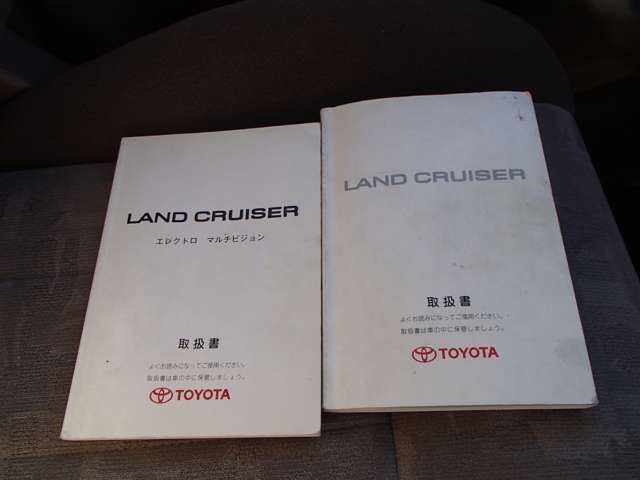 LAND CRUISER
エレクトロ マルチビジョン
取扱書
よくお読みになってご使用ください。
取扱書は車の中に保管しましょう。
TOYOTA
LAND CRUISER
取扱書
よくお読みになってご使用ください。
取扱書は車の中に保管しましょう。
TOYOTA